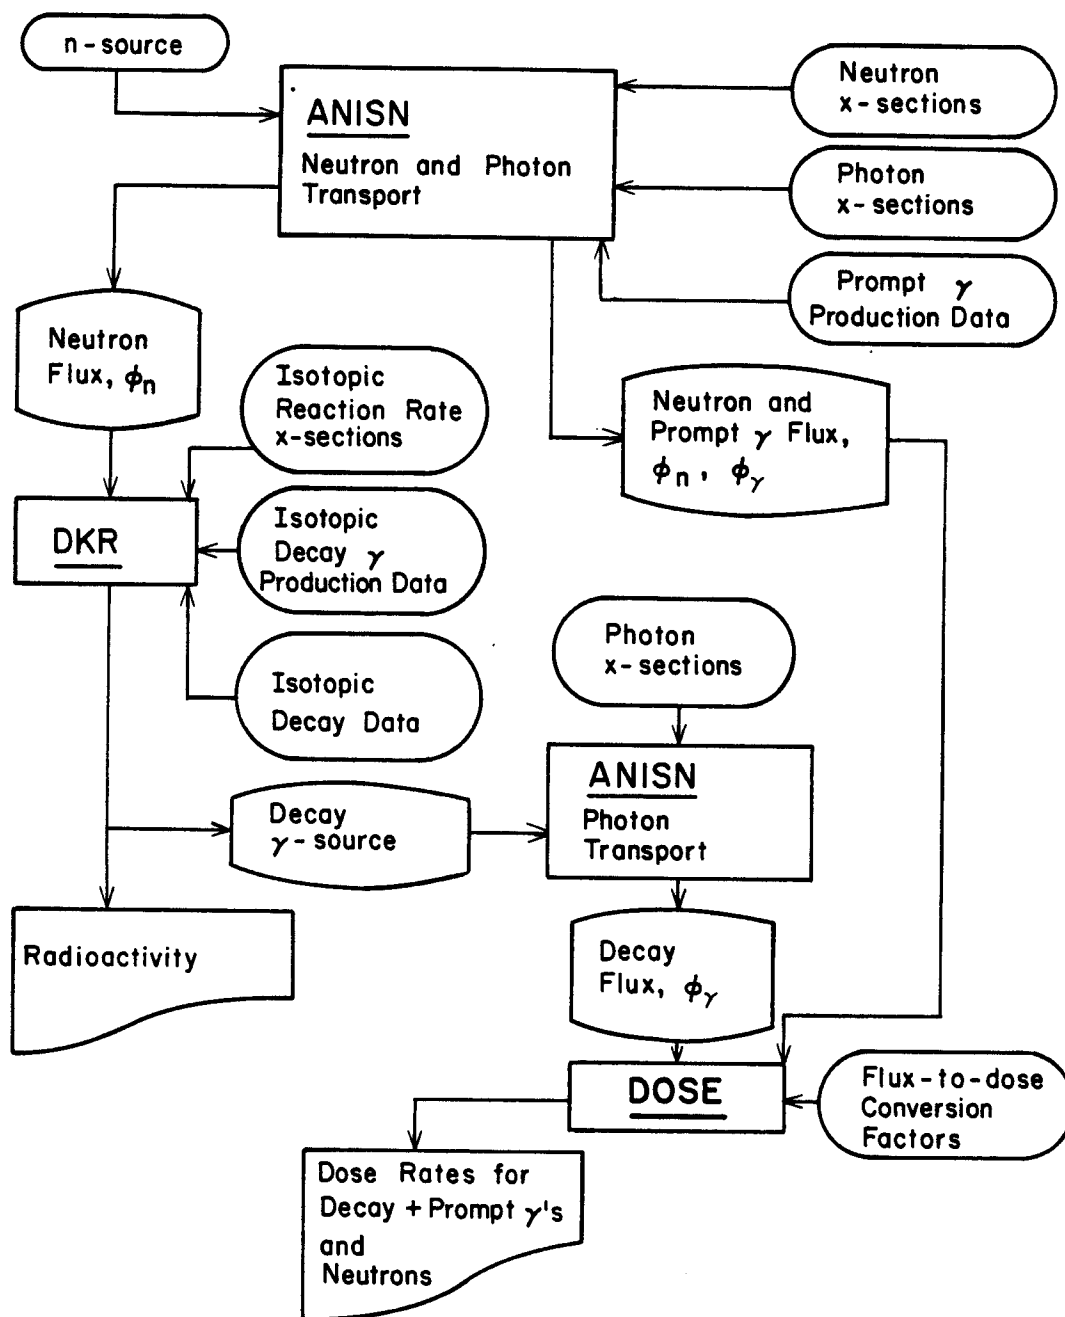 n-source
ANISN
Neutron and Photon
Transport
Neutron
x-sections
Photon
x-sections
Prompt γ
Production Data
Neutron
Flux, ϕn
Isotopic
Reaction Rate
x-sections
Neutron and
Prompt γ Flux,
ϕn, ϕγ
DKR
Isotopic
Decay γ
Production Data
Isotopic
Decay Data
Photon
x-sections
ANISN
Photon
Transport
Decay
γ-source
Radioactivity
Decay
Flux, ϕγ
DOSE
Flux-to-dose
Conversion
Factors
Dose Rates for
Decay + Prompt γ's
and
Neutrons